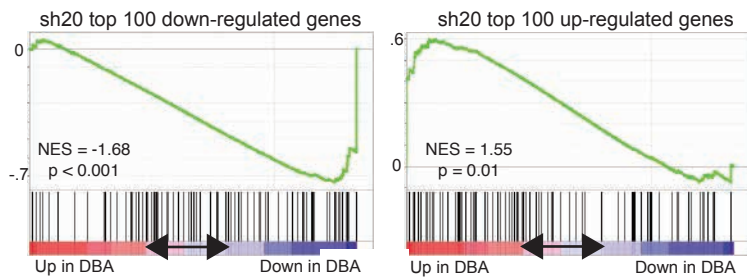 sh20 top 100 down-regulated genes
0
-.7
NES = -1.68
p < 0.001
Up in DBA
Down in DBA
sh20 top 100 up-regulated genes
.6
0
NES = 1.55
p = 0.01
Up in DBA
Down in DBA